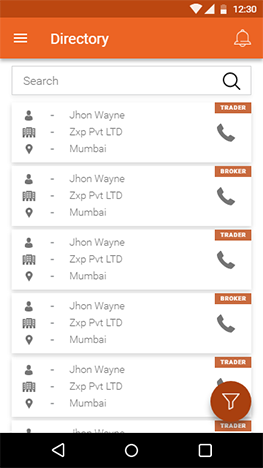 12:30
Directory
Search
TRADER
- Jhon Wayne
- Zxp Pvt LTD
- Mumbai
BROKER
- Jhon Wayne
- Zxp Pvt LTD
- Mumbai
TRADER
- Jhon Wayne
- Zxp Pvt LTD
- Mumbai
BROKER
- Jhon Wayne
- Zxp Pvt LTD
- Mumbai
TRADER
- Jhon Wayne
- Zxp Pvt LTD
- Mumbai
TRADER
- Jhon Wayne